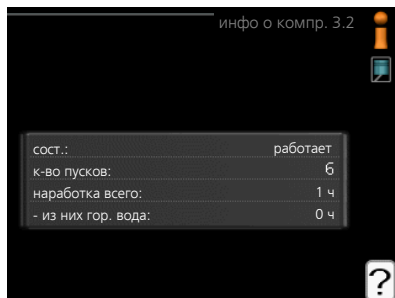 инфо о компр. 3.2
сост.: работает
к-во пусков: 6
наработка всего: 1 ч
- из них гор. вода: 0 ч
?